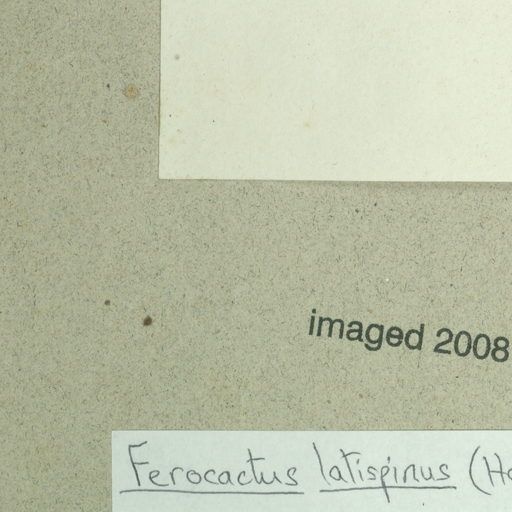 imaged 2008
Ferocactus latispinus (Ha